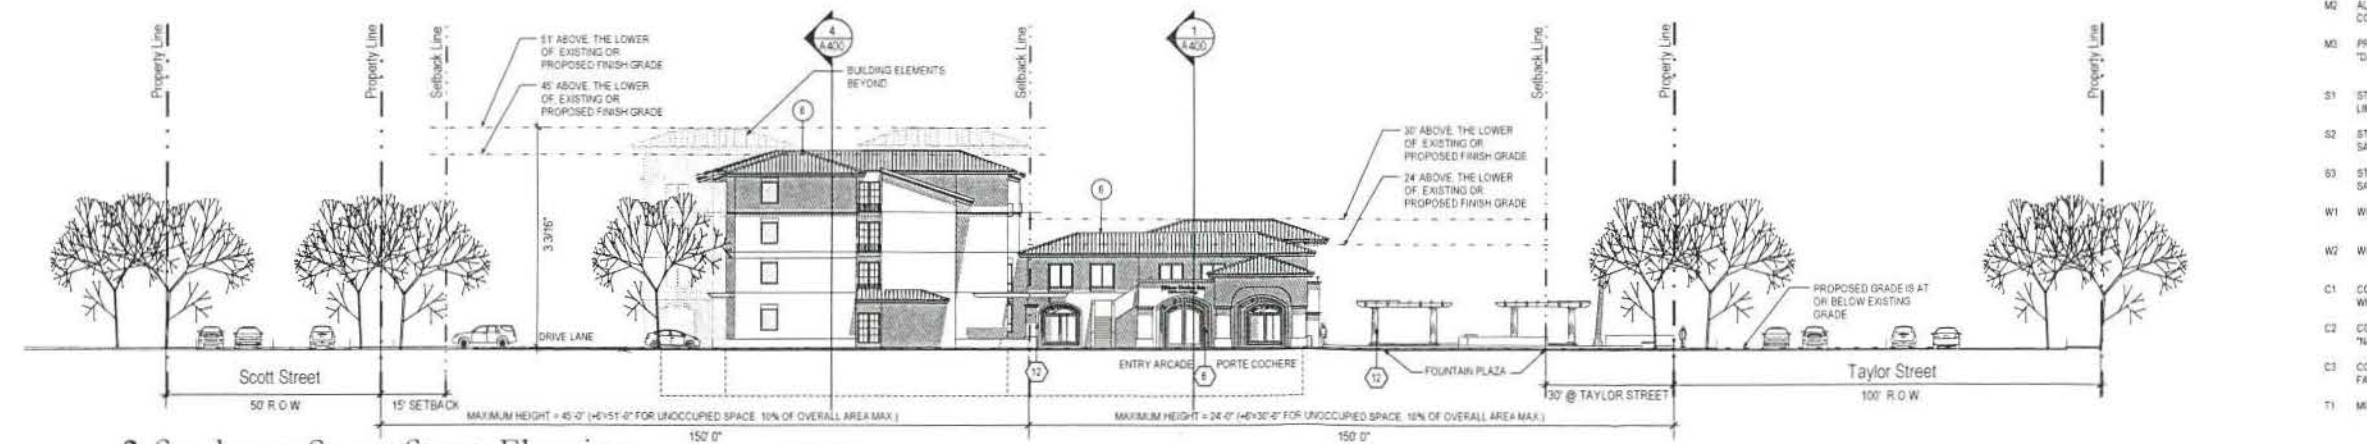 Property Line
Property Line
Setback Line
51' ABOVE, THE LOWER
OF, EXISTING OR
PROPOSED FINISH GRADE
45' ABOVE, THE LOWER
OF, EXISTING OR
PROPOSED FINISH GRADE
4
A400
BUILDING ELEMENTS
BEYOND
6
3 3/16"
Setback Line
1
A400
6
30' ABOVE, THE LOWER
OF, EXISTING OR
PROPOSED FINISH GRADE
24' ABOVE, THE LOWER
OF, EXISTING OR
PROPOSED FINISH GRADE
Setback Line
Property Line
Property Line
PROPOSED GRADE IS AT
OR BELOW EXISTING
GRADE
DRIVE LANE
Scott Street
50' R.O.W
15' SETBACK
12
ENTRY ARCADE
6
PORTE COCHERE
12
FOUNTAIN PLAZA
30' @ TAYLOR STREET
Taylor Street
100' R.O.W
MAXIMUM HEIGHT = 45'-0" (+6'=51'-0" FOR UNOCCUPIED SPACE. 10% OF OVERALL AREA MAX.)
150' 0"
MAXIMUM HEIGHT = 24'-0" (+6'=30'-0" FOR UNOCCUPIED SPACE. 10% OF OVERALL AREA MAX.)
150' 0"
M2
M3
S1
S2
S3
W1
W2
C1
C2
C3
T1